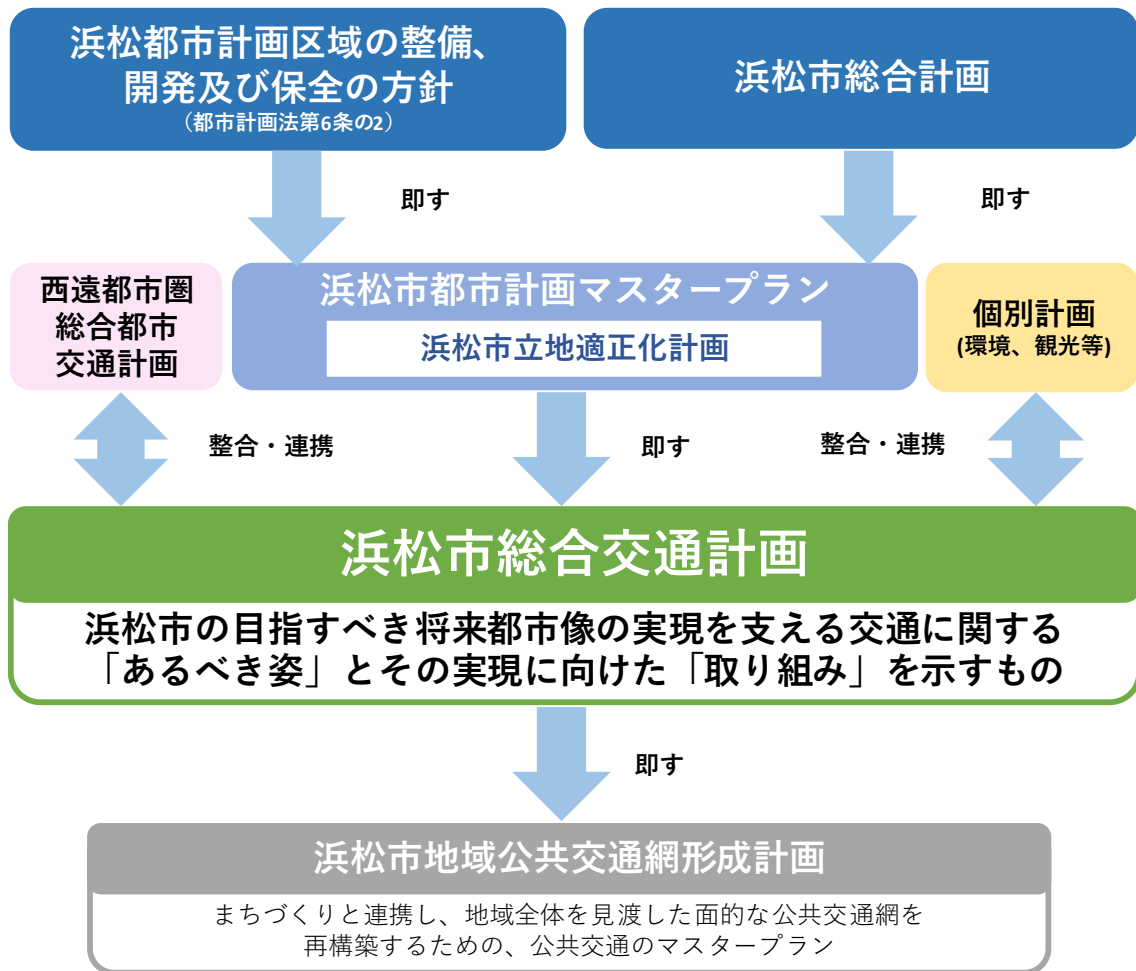 浜松都市計画区域の整備、
開発及び保全の方針
（都市計画法第6条の2）
浜松市総合計画
即す
即す
西遠都市圏
総合都市
交通計画
浜松市都市計画マスタープラン
浜松市立地適正化計画
個別計画
(環境、観光等)
整合・連携
即す
整合・連携
浜松市総合交通計画
浜松市の目指すべき将来都市像の実現を支える交通に関する
「あるべき姿」とその実現に向けた「取り組み」を示すもの
即す
浜松市地域公共交通網形成計画
まちづくりと連携し、地域全体を見渡した面的な公共交通網を
再構築するための、公共交通のマスタープラン